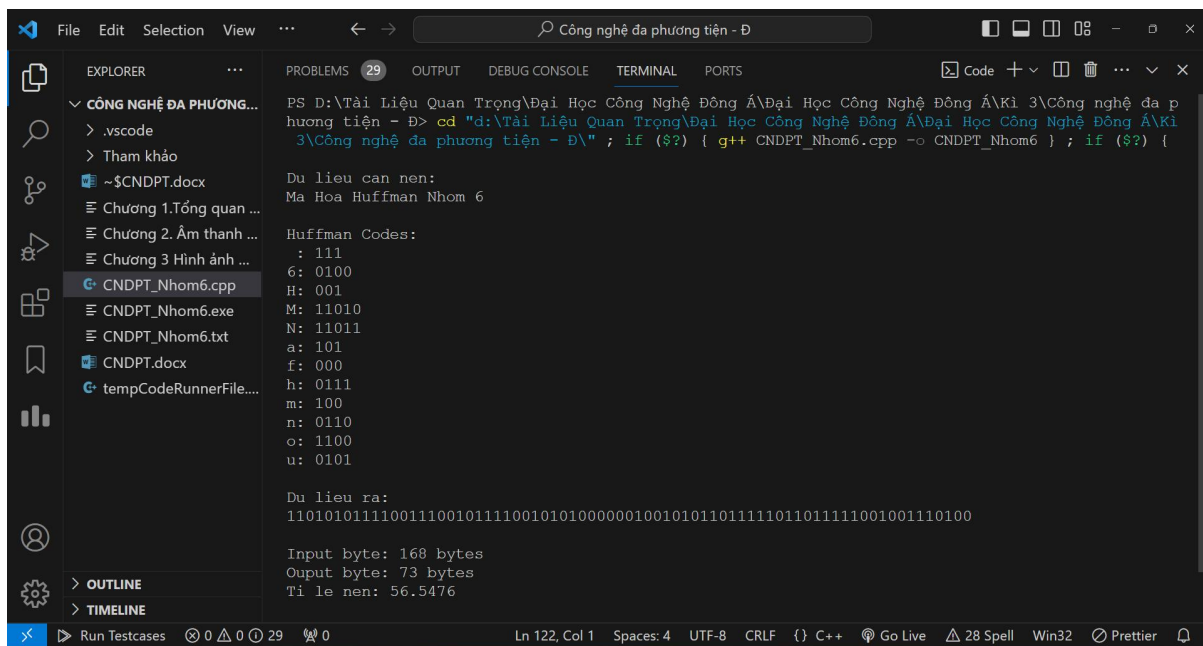 File Edit Selection View ··· Công nghệ đa phương tiện - Đ
EXPLORER ···
CÔNG NGHỆ ĐA PHƯƠNG...
.vscode
Tham khảo
~$CNDPT.docx
Chương 1.Tổng quan ...
Chương 2. Âm thanh ...
Chương 3 Hình ảnh ...
CNDPT_Nhom6.cpp
CNDPT_Nhom6.exe
CNDPT_Nhom6.txt
CNDPT.docx
tempCodeRunnerFile....
OUTLINE
TIMELINE
PROBLEMS 29 OUTPUT DEBUG CONSOLE TERMINAL PORTS Code
PS D:\Tài Liệu Quan Trọng\Đại Học Công Nghệ Đông Á\Đại Học Công Nghệ Đông Á\Kì 3\Công nghệ đa p
hương tiện - Đ> cd "d:\Tài Liệu Quan Trọng\Đại Học Công Nghệ Đông Á\Đại Học Công Nghệ Đông Á\Kì
3\Công nghệ đa phương tiện - Đ\" ; if ($?) { g++ CNDPT_Nhom6.cpp -o CNDPT_Nhom6 } ; if ($?) {
Du lieu can nen:
Ma Hoa Huffman Nhom 6
Huffman Codes:
: 111
6: 0100
H: 001
M: 11010
N: 11011
a: 101
f: 000
h: 0111
m: 100
n: 0110
o: 1100
u: 0101
Du lieu ra:
1101010111100111001011110010101000000100101011011111011011111001001110100
Input byte: 168 bytes
Ouput byte: 73 bytes
Ti le nen: 56.5476
Run Testcases 0 0 29 0 Ln 122, Col 1 Spaces: 4 UTF-8 CRLF {} C++ Go Live 28 Spell Win32 Prettier